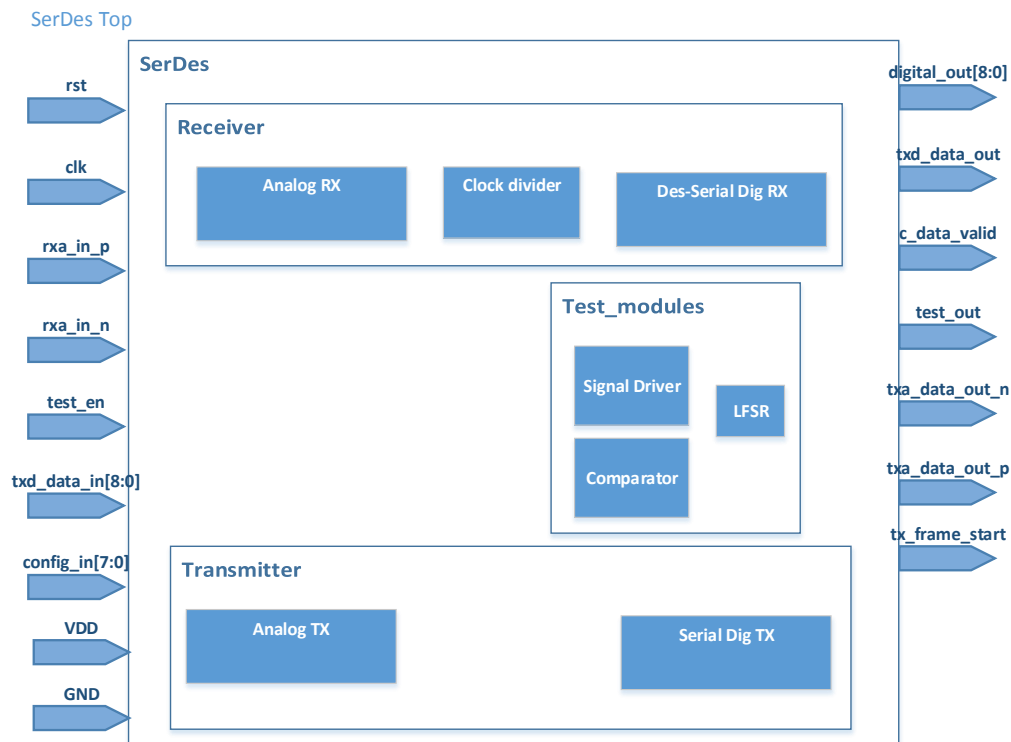 SerDes Top
SerDes
rst
clk
rxa_in_p
rxa_in_n
test_en
txd_data_in[8:0]
config_in[7:0]
VDD
GND
Receiver
Analog RX
Clock divider
Des-Serial Dig RX
Test_modules
Signal Driver
LFSR
Comparator
Transmitter
Analog TX
Serial Dig TX
digital_out[8:0]
txd_data_out
c_data_valid
test_out
txa_data_out_n
txa_data_out_p
tx_frame_start